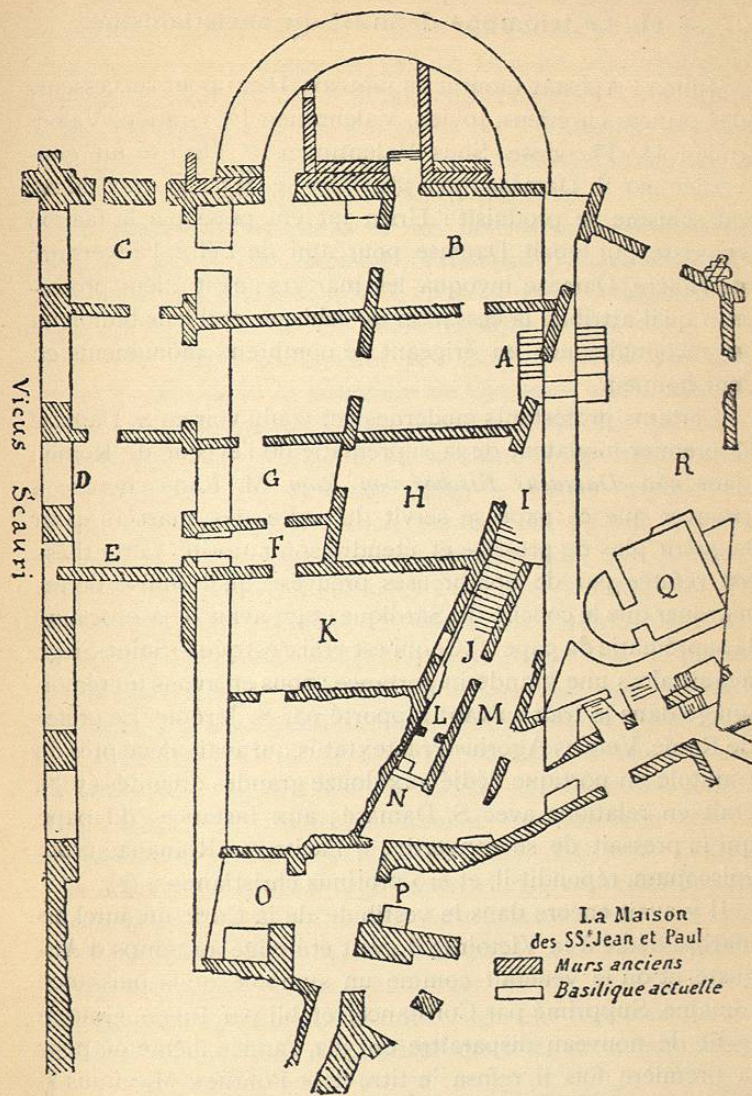 C
B
A
Vicus Scauri
D
G
H
I
R
E
F
Q
K
J
L
M
N
O
P
La Maison
des SS.ᵗ Jean et Paul
Murs anciens
Basilique actuelle